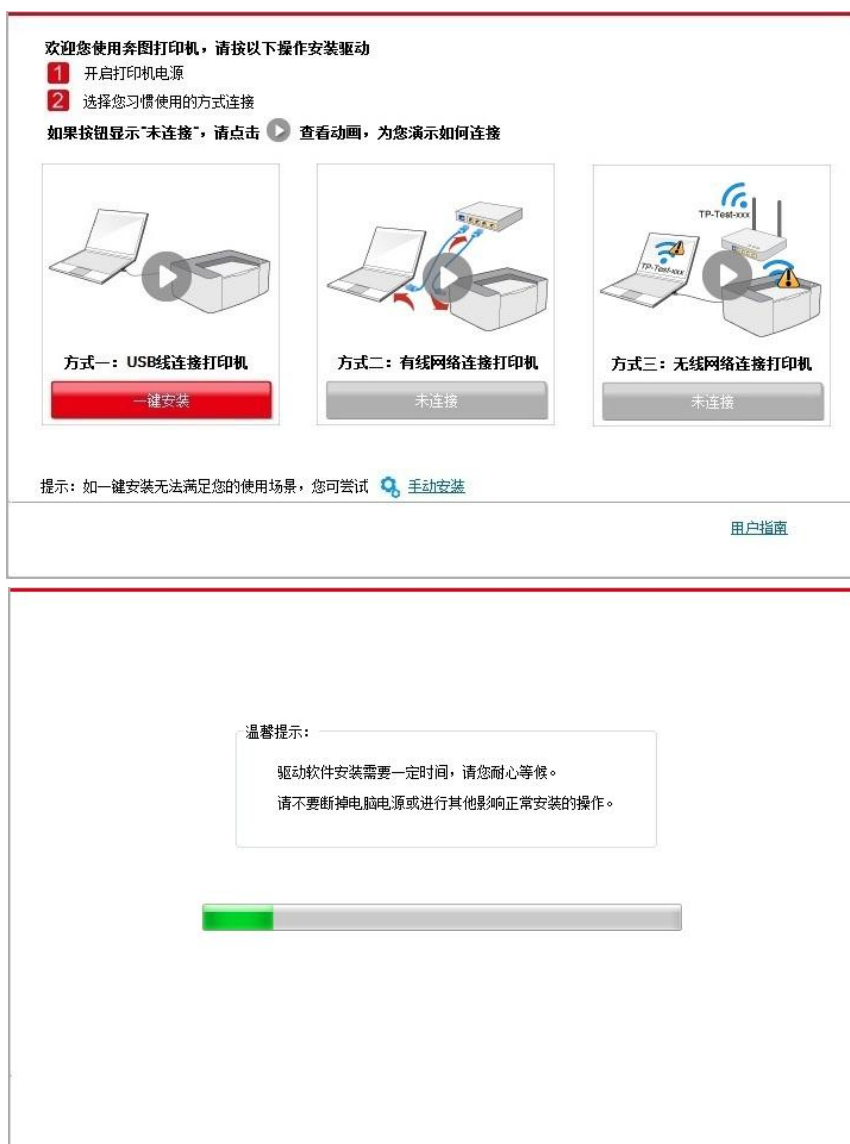 欢迎您使用奔图打印机，请按以下操作安装驱动
1 开启打印机电源
2 选择您习惯使用的方式连接
如果按钮显示"未连接"，请点击 查看动画，为您演示如何连接
TP-Test-xxx
TP-Test-xxx
方式一：USB线连接打印机
方式二：有线网络连接打印机
方式三：无线网络连接打印机
一键安装
未连接
未连接
提示：如一键安装无法满足您的使用场景，您可尝试 手动安装
用户指南
温馨提示：
驱动软件安装需要一定时间，请您耐心等候。
请不要断掉电脑电源或进行其他影响正常安装的操作。